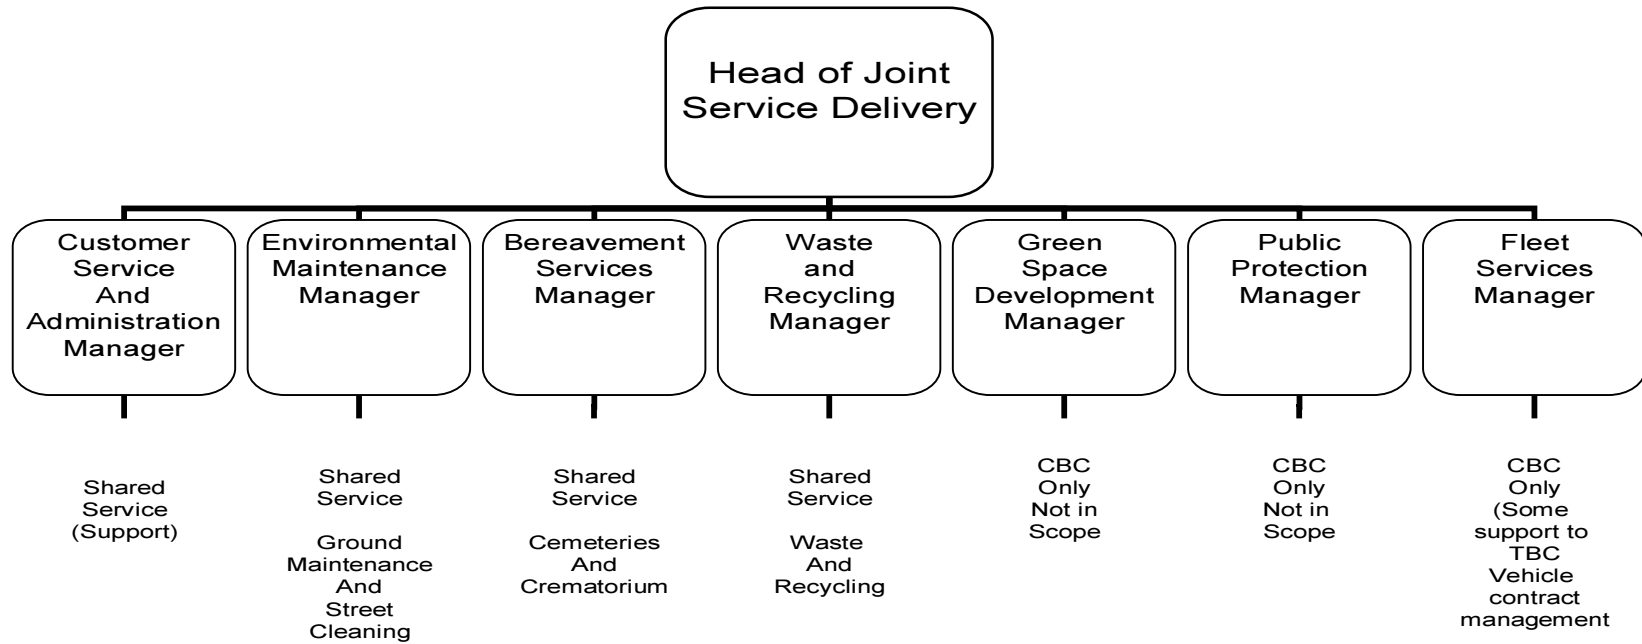 Head of Joint
Service Delivery
Customer
Service
And
Administration
Manager
Environmental
Maintenance
Manager
Bereavement
Services
Manager
Waste
and
Recycling
Manager
Green
Space
Development
Manager
Public
Protection
Manager
Fleet
Services
Manager
Shared
Service
(Support)
Shared
Service
Ground
Maintenance
And
Street
Cleaning
Shared
Service
Cemeteries
And
Crematorium
Shared
Service
Waste
And
Recycling
CBC
Only
Not in
Scope
CBC
Only
Not in
Scope
CBC
Only
(Some
support to
TBC
Vehicle
contract
management